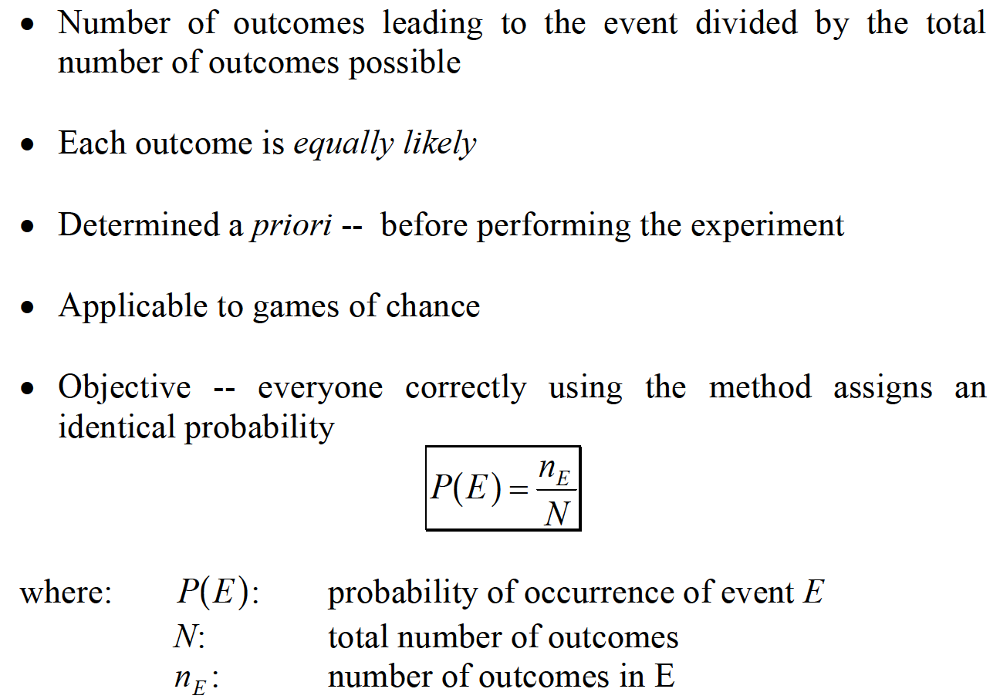 • Number of outcomes leading to the event divided by the total
number of outcomes possible
• Each outcome is equally likely
• Determined a priori -- before performing the experiment
• Applicable to games of chance
• Objective -- everyone correctly using the method assigns an
identical probability
P(E) = n_E / N
where: P(E): probability of occurrence of event E
N: total number of outcomes
n_E: number of outcomes in E